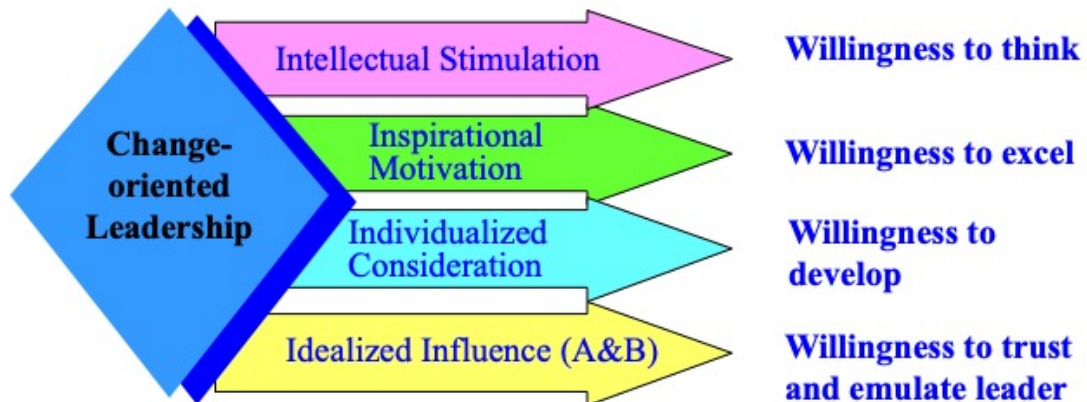 Change-
oriented
Leadership
Intellectual Stimulation
Willingness to think
Inspirational
Motivation
Willingness to excel
Individualized
Consideration
Willingness to
develop
Idealized Influence (A&B)
Willingness to trust
and emulate leader